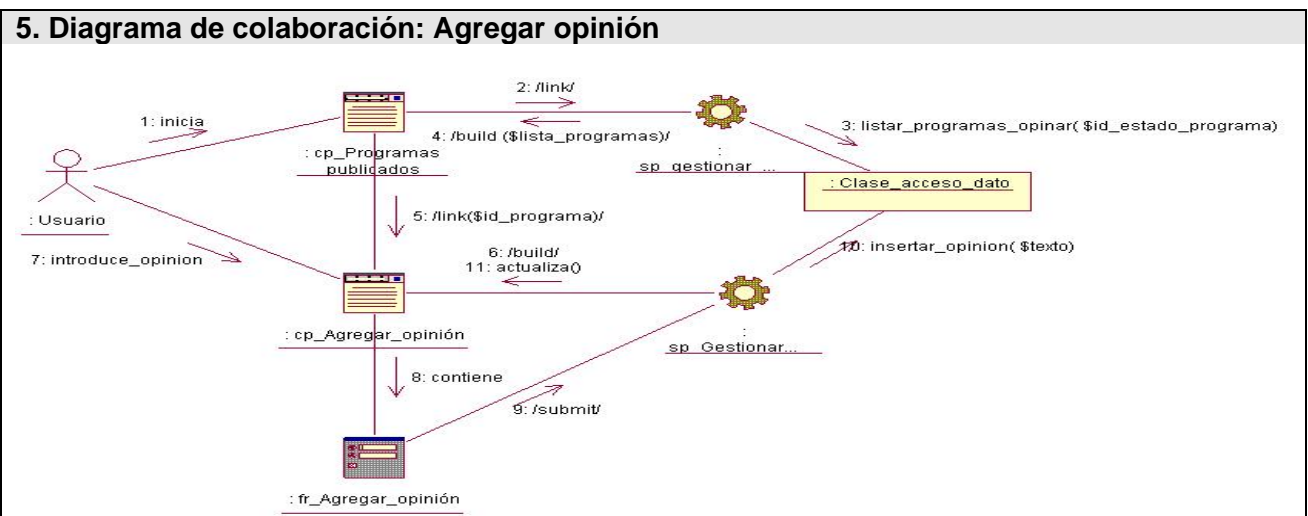 5. Diagrama de colaboración: Agregar opinión
2: /link/
1: inicia
4: /build ($lista_programas)/
3: listar_programas_opinar( $id_estado_programa)
: cp_Programas
publicados
:
sp_gestionar_...
: Clase_acceso_dato
: Usuario
5: /link($id_programa)/
7: introduce_opinion
6: /build/
11: actualiza()
10: insertar_opinion( $texto)
: cp_Agregar_opinión
:
sp_Gestionar...
8: contiene
9: /submit/
: fr_Agregar_opinión